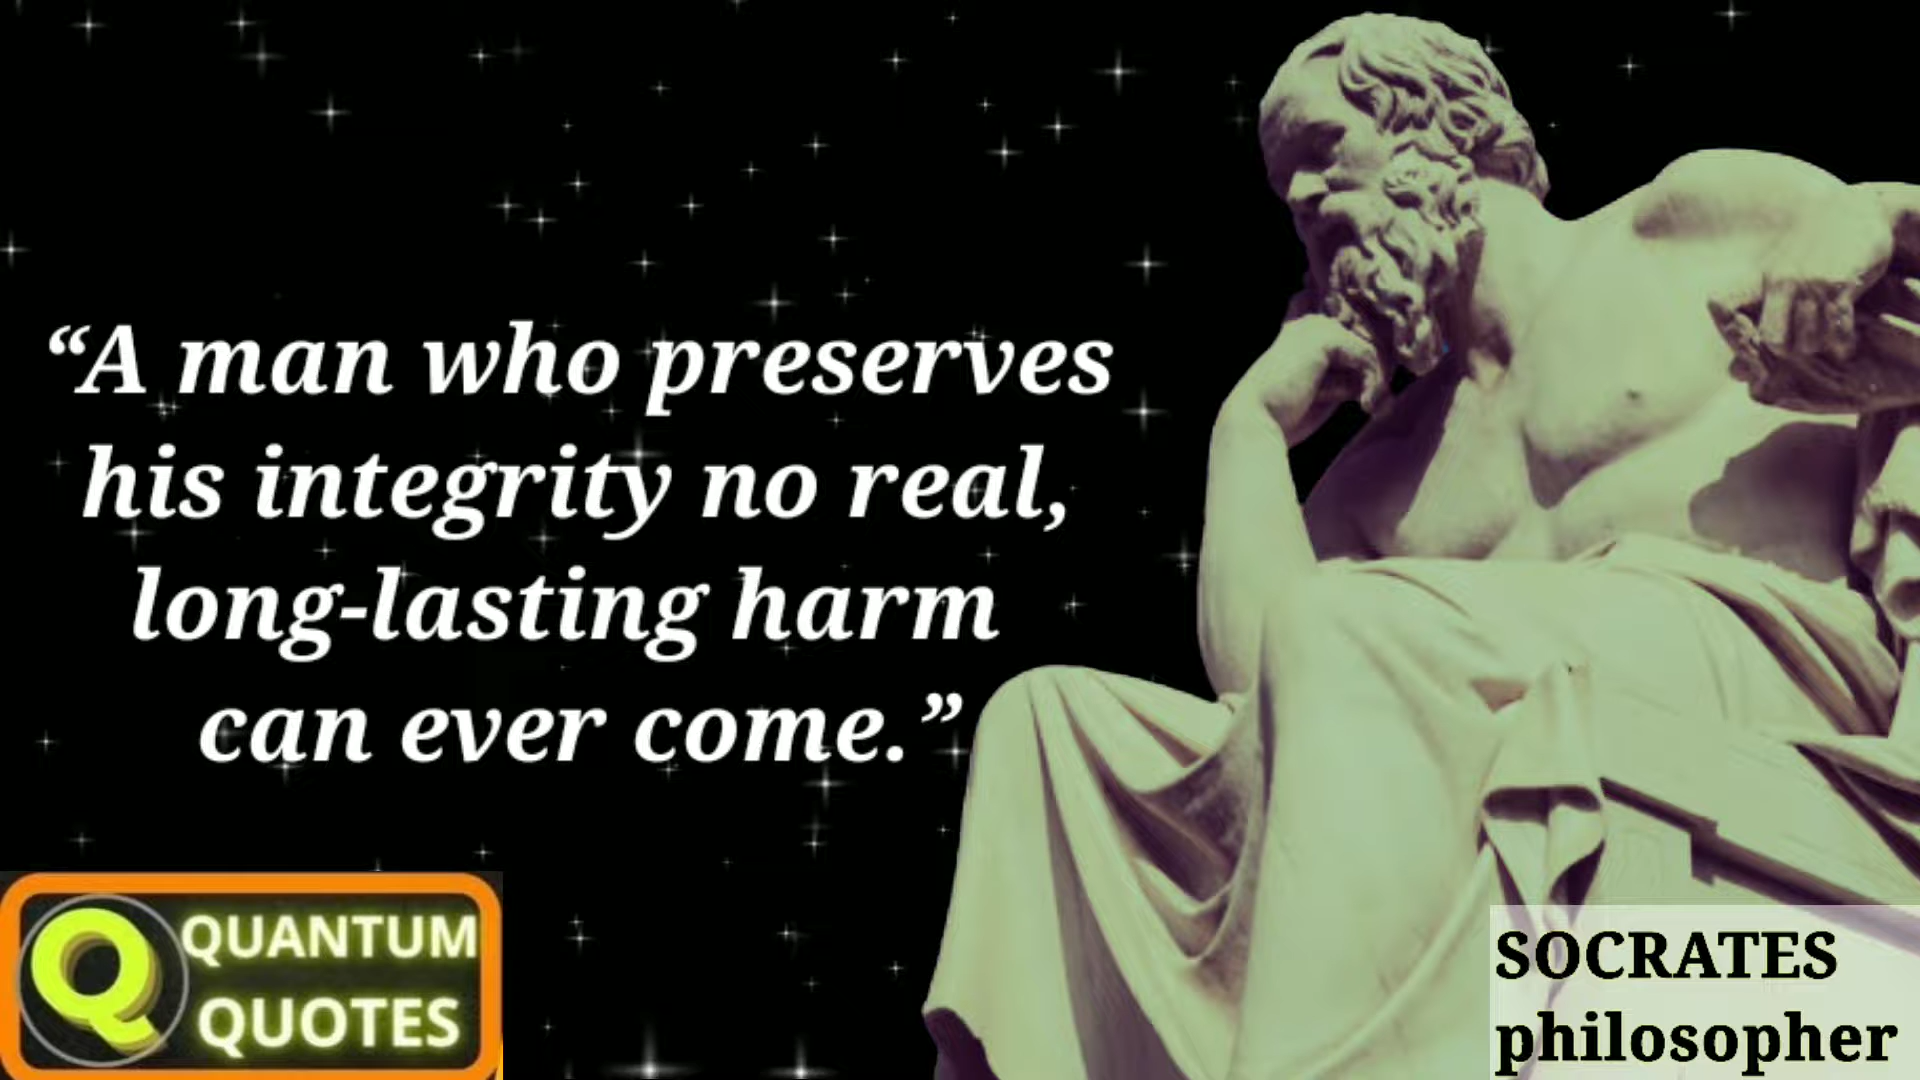 “A man who preserves
his integrity no real,
long-lasting harm
can ever come.”
QUANTUM
QUOTES
SOCRATES
philosopher